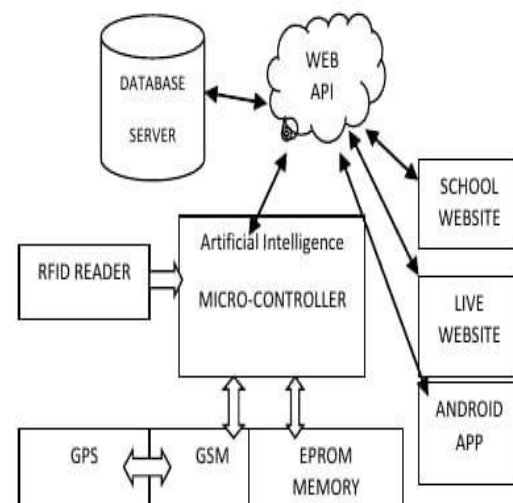 DATABASE
SERVER
WEB
API
SCHOOL
WEBSITE
Artificial Intelligence
MICRO-CONTROLLER
RFID READER
LIVE
WEBSITE
ANDROID
APP
GPS
GSM
EPROM
MEMORY